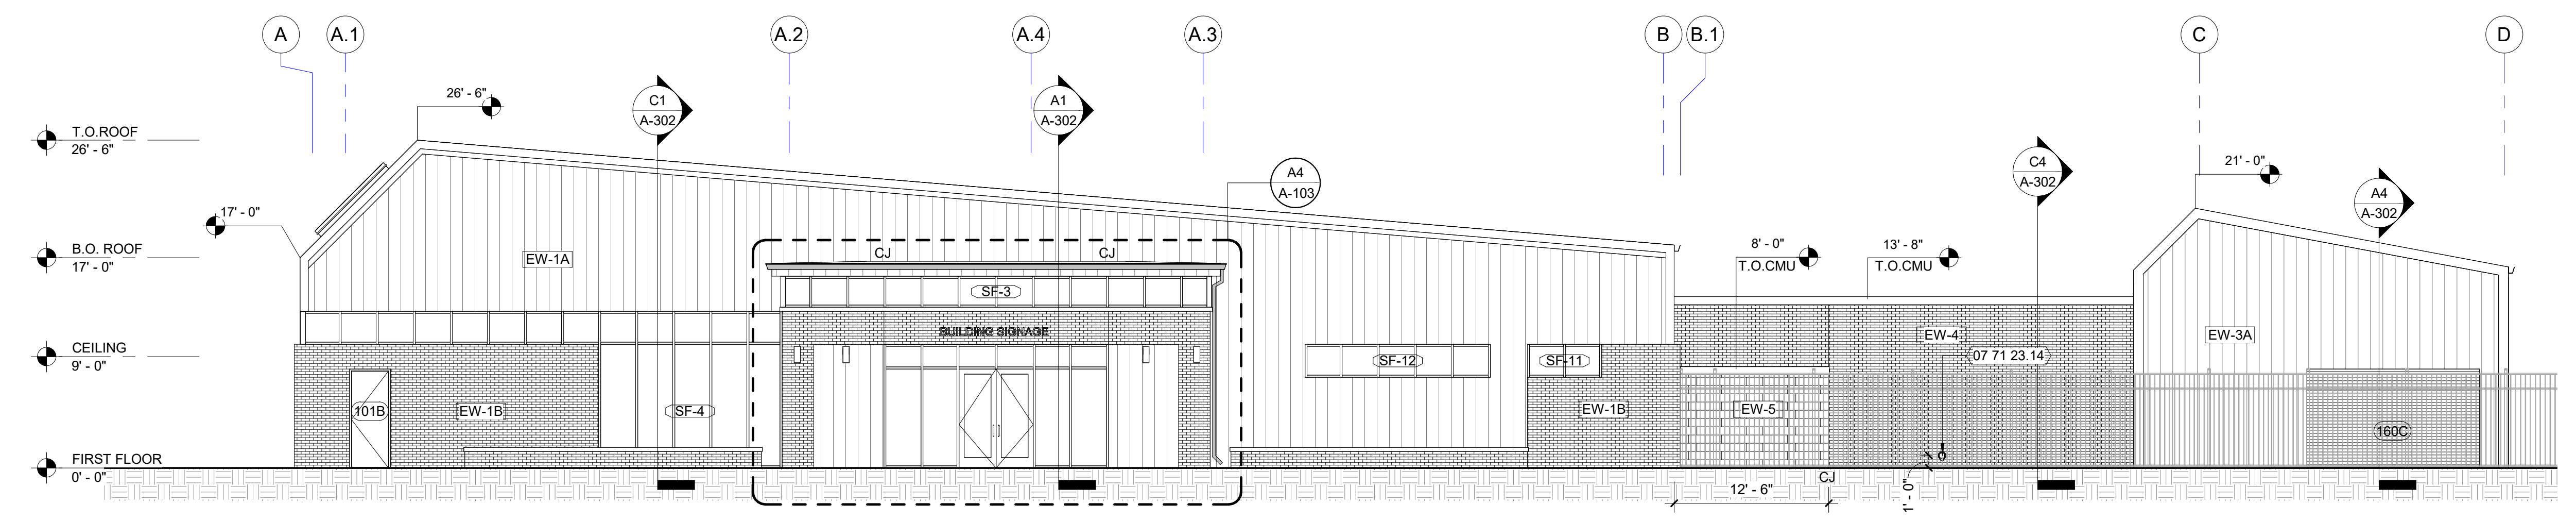 A
A.1
A.2
A.4
A.3
B
B.1
C
D
26' - 6"
C1
A-302
A1
A-302
T.O.ROOF
26' - 6"
A4
A-103
C4
A-302
21' - 0"
A4
A-302
17' - 0"
B.O. ROOF
17' - 0"
EW-1A
CJ
CJ
8' - 0"
T.O.CMU
13' - 8"
T.O.CMU
SF-3
BUILDING SIGNAGE
EW-4
EW-3A
CEILING
9' - 0"
SF-12
SF-11
07 71 23.14
101B
EW-1B
SF-4
EW-1B
EW-5
160C
FIRST FLOOR
0' - 0"
CJ
12' - 6"
1' - 0"